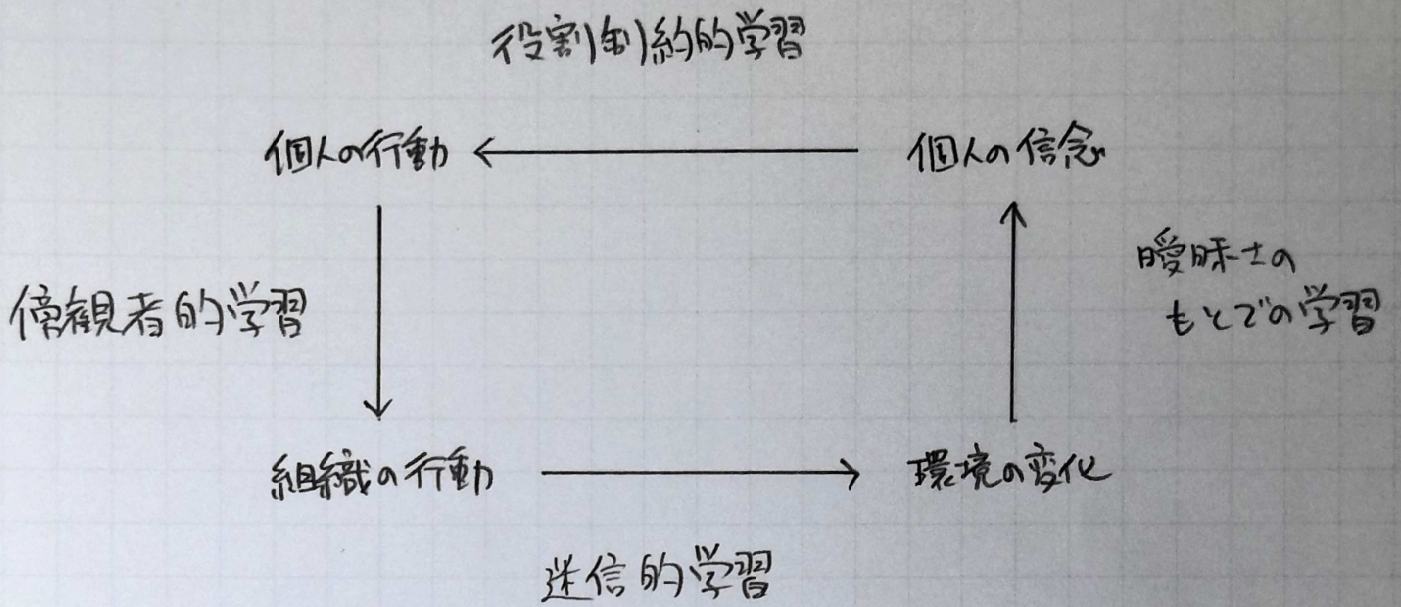 役割制約的学習
個人の行動
個人の信念
傍観者的学習
曖昧さの
もとでの学習
組織の行動
環境の変化
迷信的学習